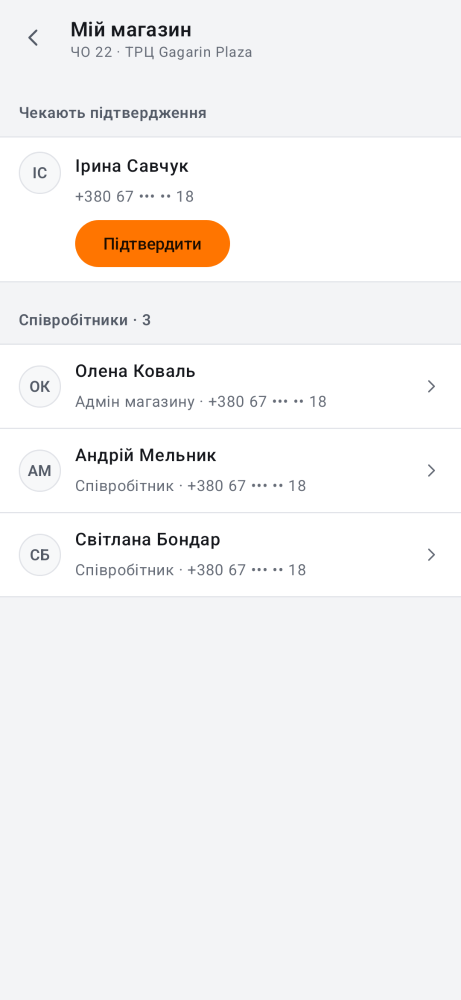 Мій магазин
ЧО 22 · ТРЦ Gagarin Plaza
Чекають підтвердження
ІС
Ірина Савчук
+380 67 ••• •• 18
Підтвердити
Співробітники · 3
ОК
Олена Коваль
Адмін магазину · +380 67 ••• •• 18
АМ
Андрій Мельник
Співробітник · +380 67 ••• •• 18
СБ
Світлана Бондар
Співробітник · +380 67 ••• •• 18